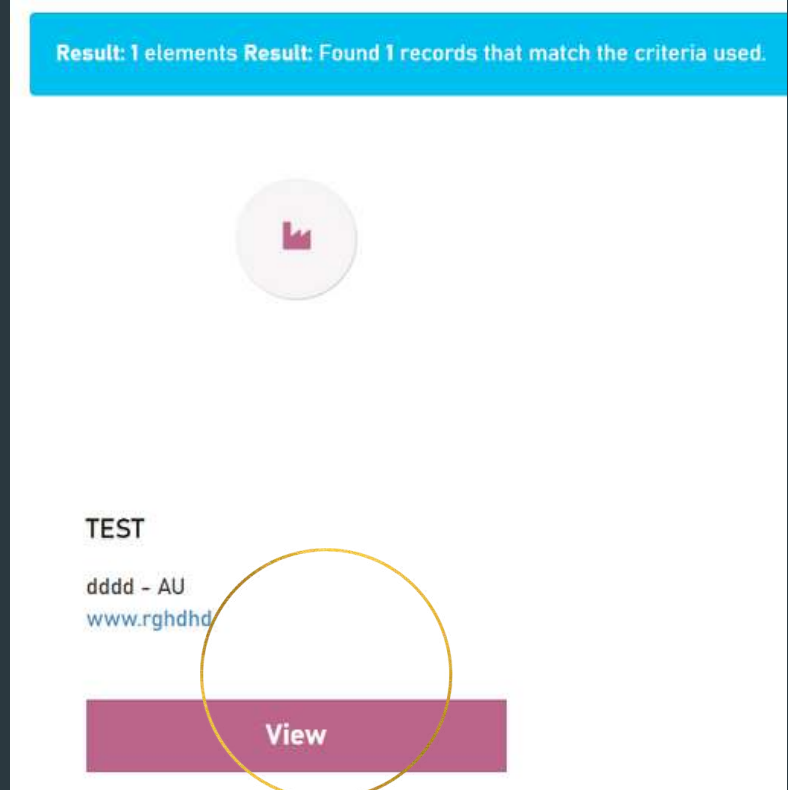 Result: 1 elements Result: Found 1 records that match the criteria used.
TEST
dddd - AU
www.rghdhd
View